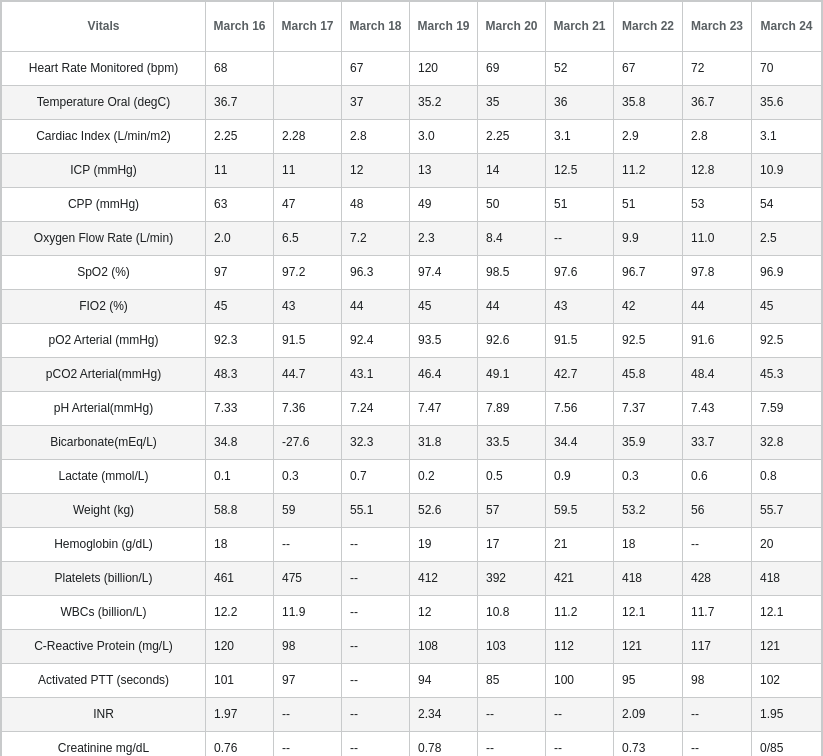 Vitals March 16 March 17 March 18 March 19 March 20 March 21 March 22 March 23 March 24
Heart Rate Monitored (bpm) 68 67 120 69 52 67 72 70
Temperature Oral (degC) 36.7 37 35.2 35 36 35.8 36.7 35.6
Cardiac Index (L/min/m2) 2.25 2.28 2.8 3.0 2.25 3.1 2.9 2.8 3.1
ICP (mmHg) 11 11 12 13 14 12.5 11.2 12.8 10.9
CPP (mmHg) 63 47 48 49 50 51 51 53 54
Oxygen Flow Rate (L/min) 2.0 6.5 7.2 2.3 8.4 -- 9.9 11.0 2.5
SpO2 (%) 97 97.2 96.3 97.4 98.5 97.6 96.7 97.8 96.9
FIO2 (%) 45 43 44 45 44 43 42 44 45
pO2 Arterial (mmHg) 92.3 91.5 92.4 93.5 92.6 91.5 92.5 91.6 92.5
pCO2 Arterial(mmHg) 48.3 44.7 43.1 46.4 49.1 42.7 45.8 48.4 45.3
pH Arterial(mmHg) 7.33 7.36 7.24 7.47 7.89 7.56 7.37 7.43 7.59
Bicarbonate(mEq/L) 34.8 -27.6 32.3 31.8 33.5 34.4 35.9 33.7 32.8
Lactate (mmol/L) 0.1 0.3 0.7 0.2 0.5 0.9 0.3 0.6 0.8
Weight (kg) 58.8 59 55.1 52.6 57 59.5 53.2 56 55.7
Hemoglobin (g/dL) 18 -- -- 19 17 21 18 -- 20
Platelets (billion/L) 461 475 -- 412 392 421 418 428 418
WBCs (billion/L) 12.2 11.9 -- 12 10.8 11.2 12.1 11.7 12.1
C-Reactive Protein (mg/L) 120 98 -- 108 103 112 121 117 121
Activated PTT (seconds) 101 97 -- 94 85 100 95 98 102
INR 1.97 -- -- 2.34 -- -- 2.09 -- 1.95
Creatinine mg/dL 0.76 -- -- 0.78 -- -- 0.73 -- 0/85